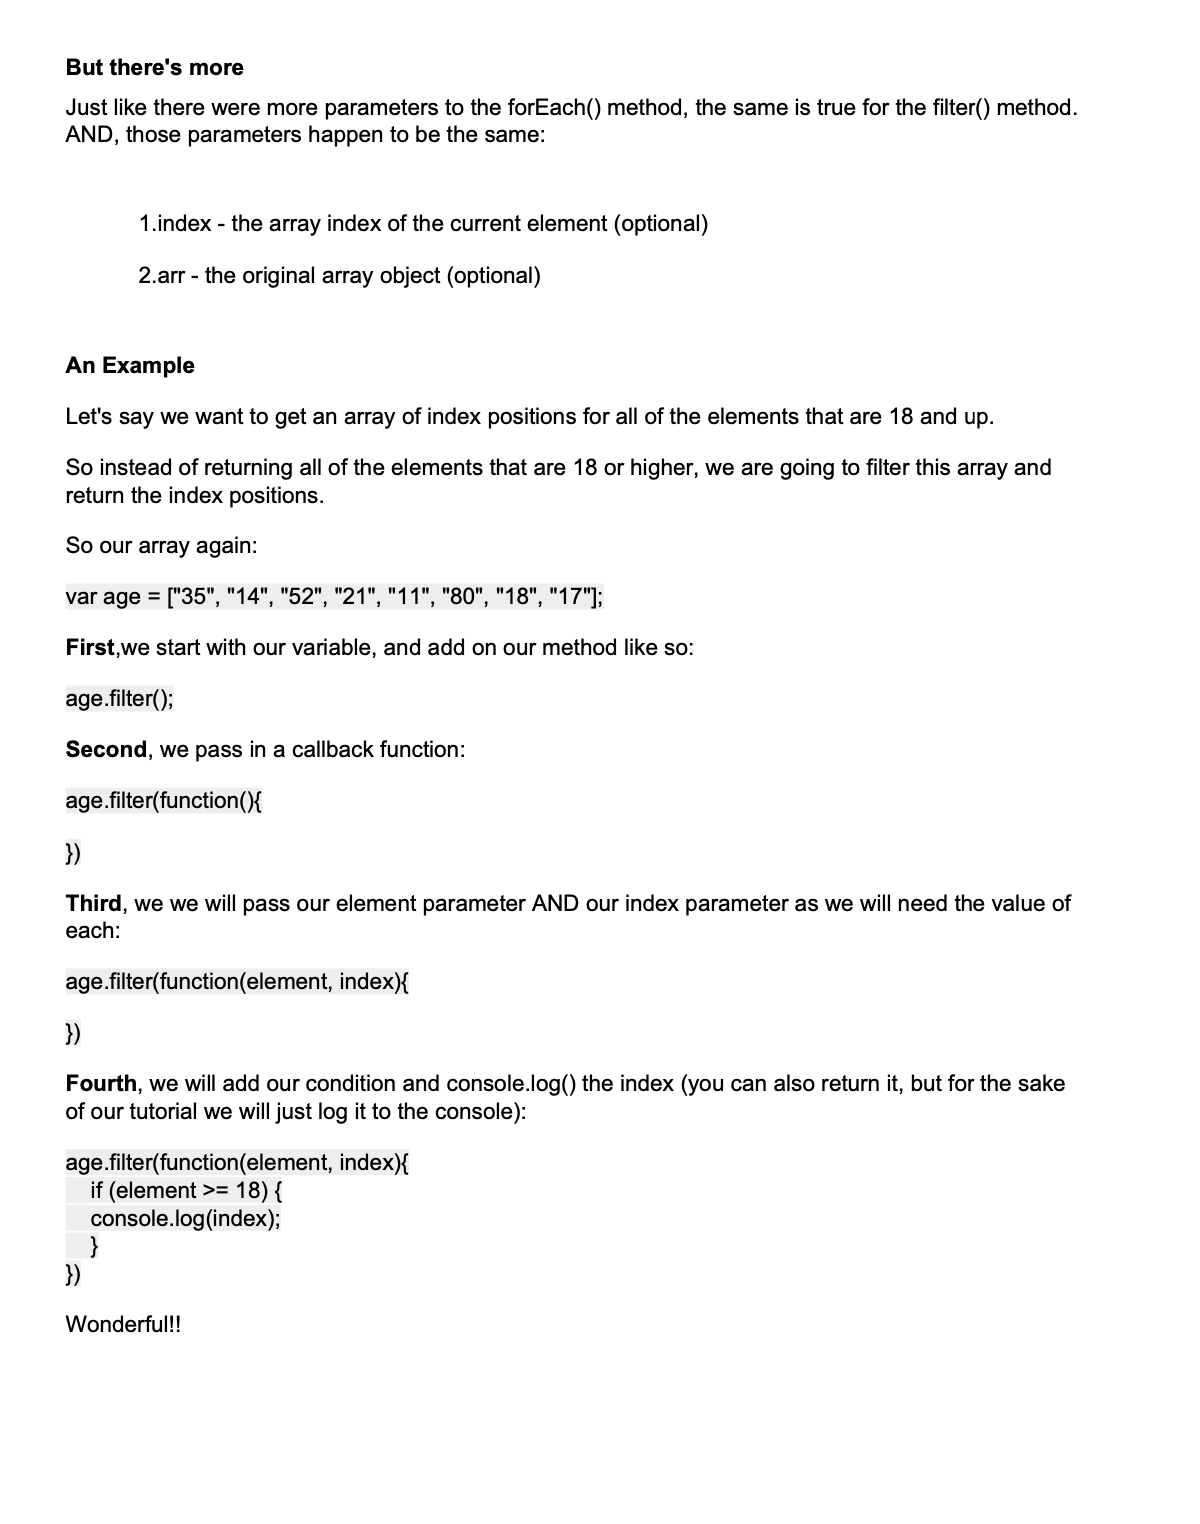 But there's more
Just like there were more parameters to the forEach() method, the same is true for the filter() method.
AND, those parameters happen to be the same:
1.index - the array index of the current element (optional)
2.arr - the original array object (optional)
An Example
Let's say we want to get an array of index positions for all of the elements that are 18 and up.
So instead of returning all of the elements that are 18 or higher, we are going to filter this array and
return the index positions.
So our array again:
var age = ["35", "14", "52", "21", "11", "80", "18", "17"];
First,we start with our variable, and add on our method like so:
age.filter();
Second, we pass in a callback function:
age.filter(function(){
})
Third, we we will pass our element parameter AND our index parameter as we will need the value of
each:
age.filter(function(element, index){
})
Fourth, we will add our condition and console.log() the index (you can also return it, but for the sake
of our tutorial we will just log it to the console):
age.filter(function(element, index){
if (element >= 18) {
console.log(index);
}
})
Wonderful!!